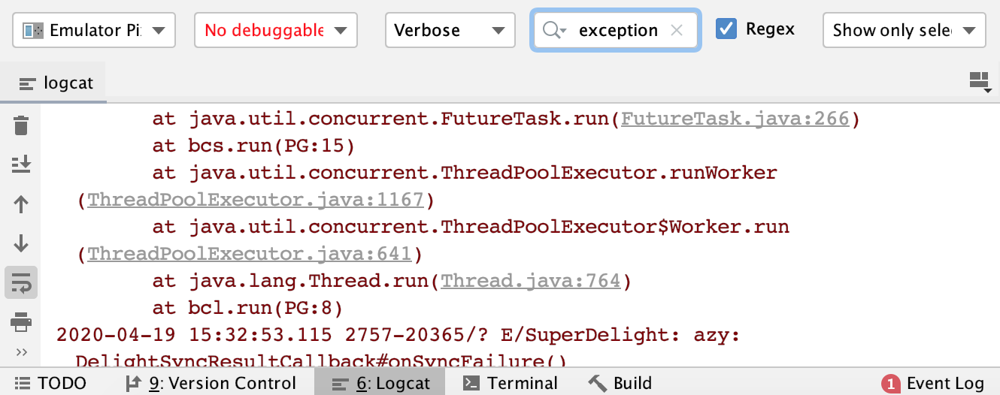 Emulator Pi No debuggable Verbose exception Regex Show only sele
logcat
at java.util.concurrent.FutureTask.run(FutureTask.java:266)
at bcs.run(PG:15)
at java.util.concurrent.ThreadPoolExecutor.runWorker
(ThreadPoolExecutor.java:1167)
at java.util.concurrent.ThreadPoolExecutor$Worker.run
(ThreadPoolExecutor.java:641)
at java.lang.Thread.run(Thread.java:764)
at bcl.run(PG:8)
2020-04-19 15:32:53.115 2757-20365/? E/SuperDelight: azy:
DelightSyncResultCallback#onSyncFailure()
TODO 9: Version Control 6: Logcat Terminal Build 1 Event Log